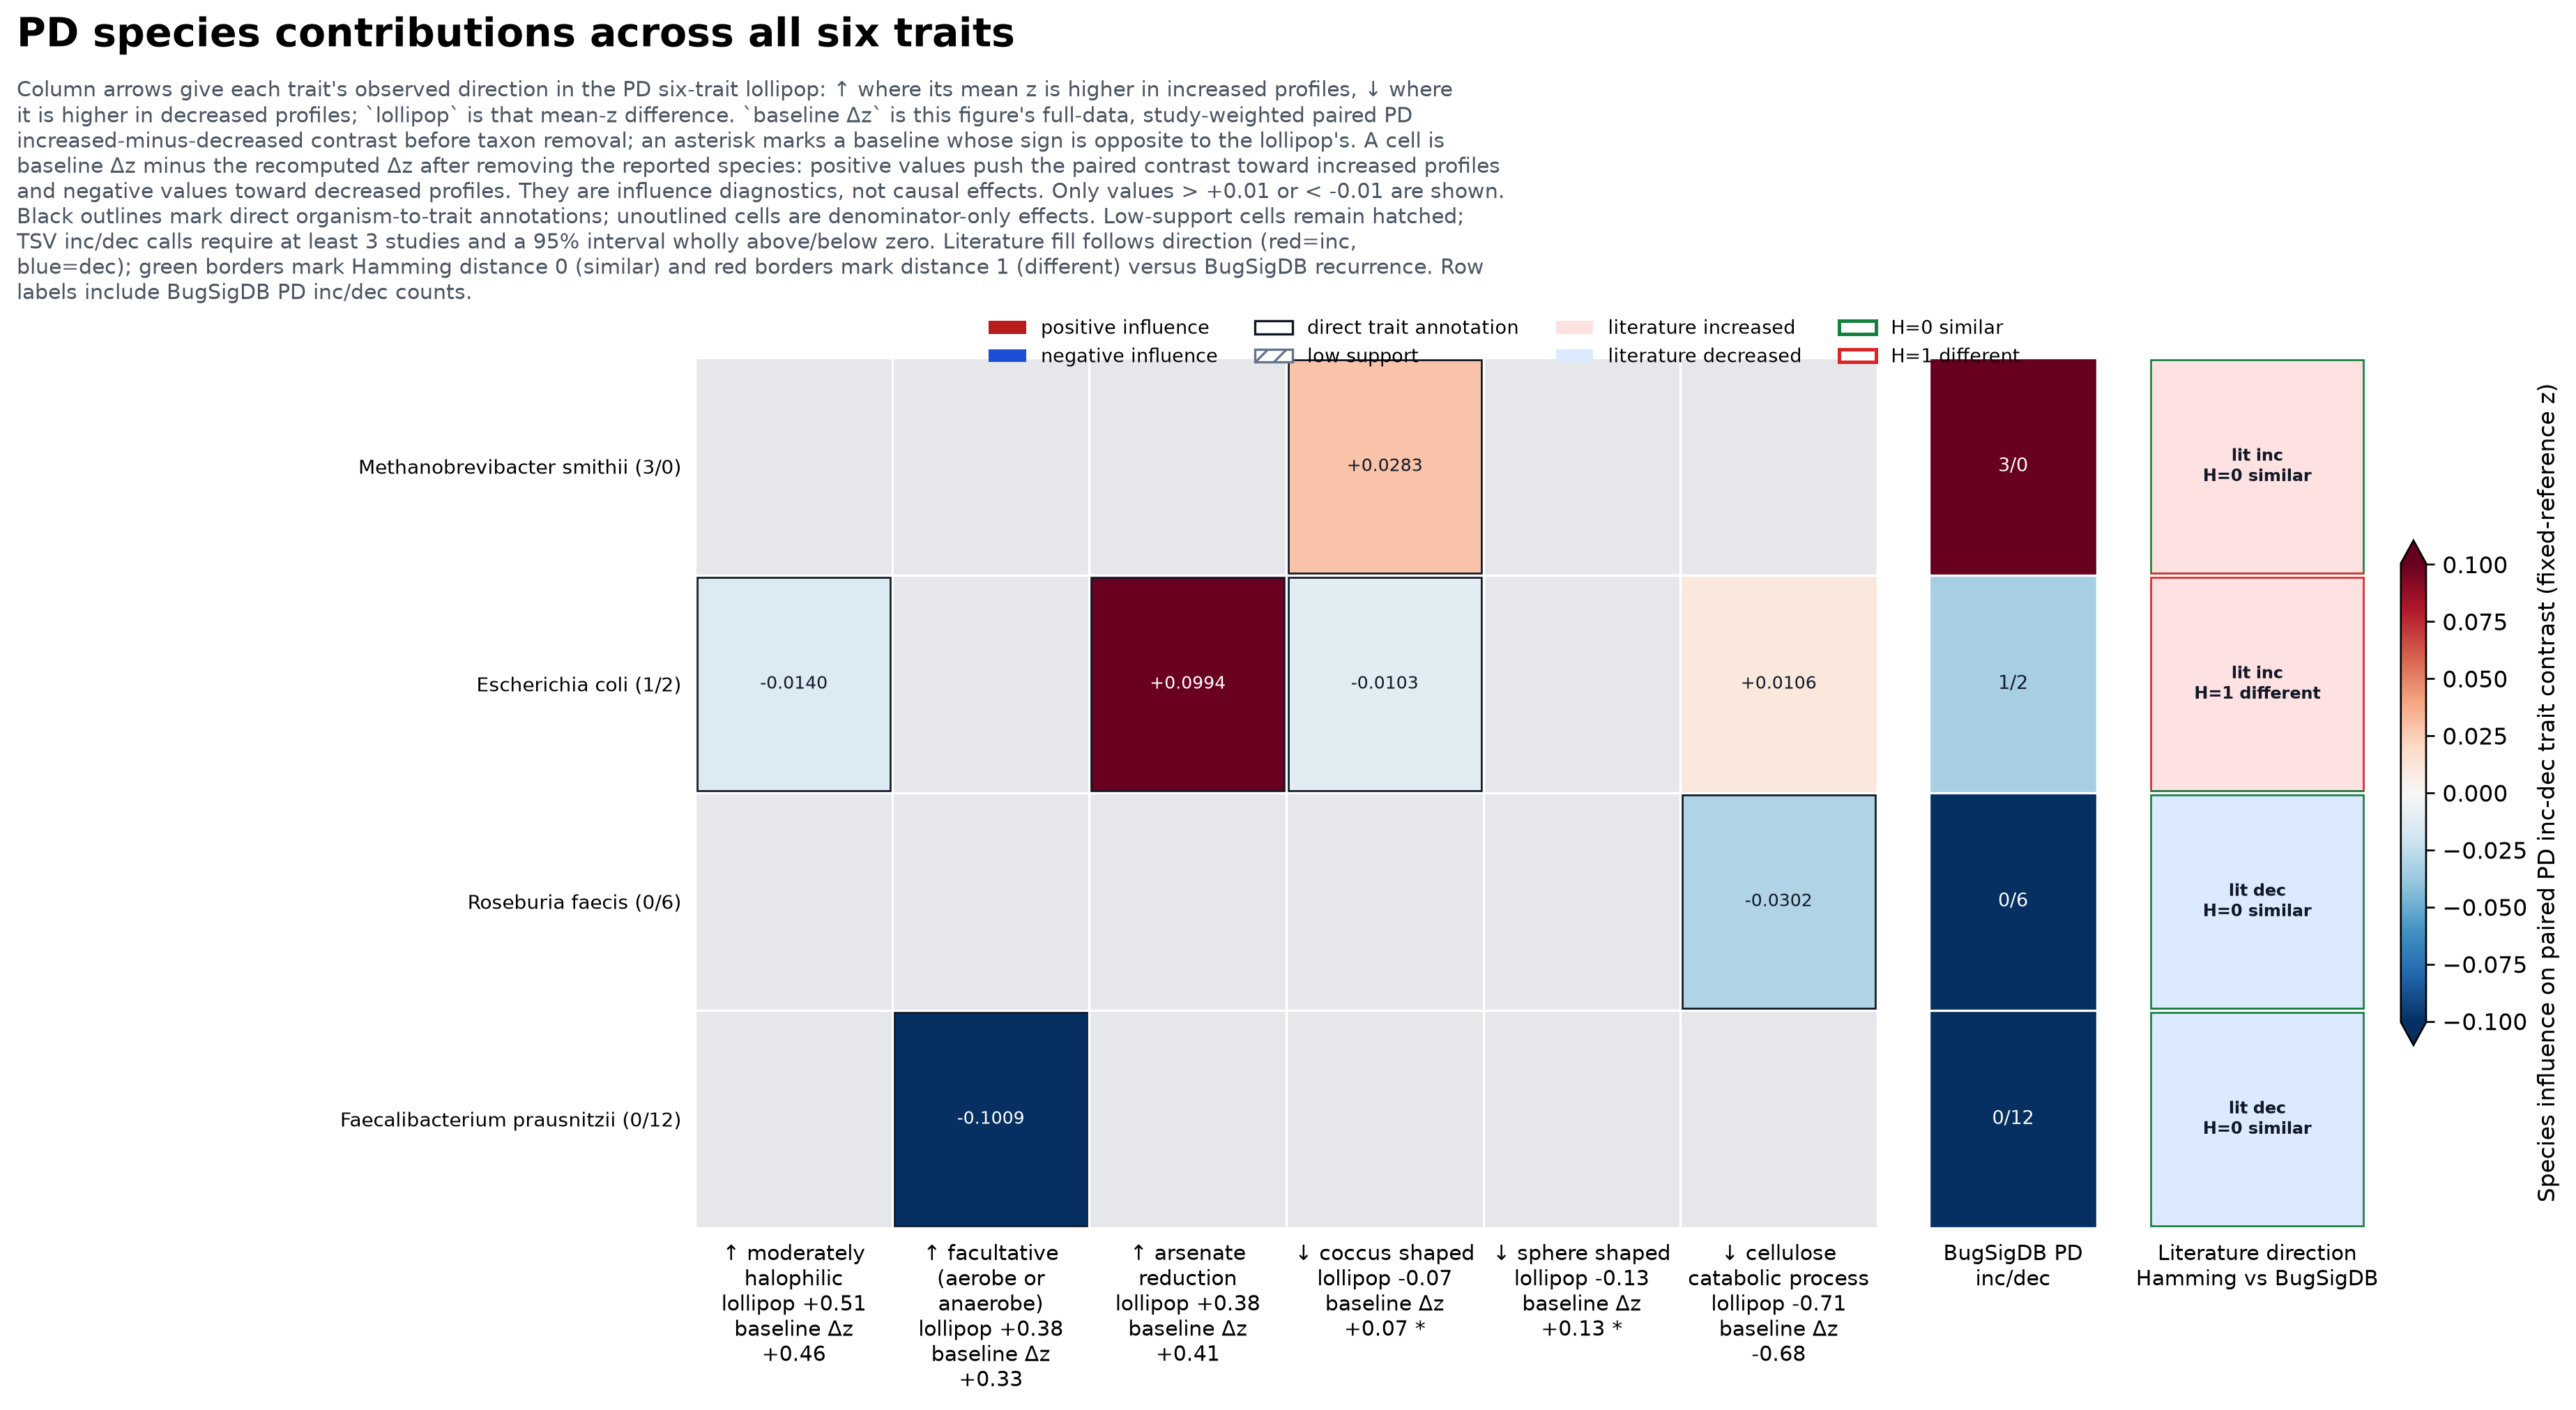 PD species contributions across all six traits
Column arrows give each trait's observed direction in the PD six-trait lollipop: ↑ where its mean z is higher in increased profiles, ↓ where
it is higher in decreased profiles; `lollipop` is that mean-z difference. `baseline Δz` is this figure's full-data, study-weighted paired PD
increased-minus-decreased contrast before taxon removal; an asterisk marks a baseline whose sign is opposite to the lollipop's. A cell is
baseline Δz minus the recomputed Δz after removing the reported species: positive values push the paired contrast toward increased profiles
and negative values toward decreased profiles. They are influence diagnostics, not causal effects. Only values > +0.01 or < -0.01 are shown.
Black outlines mark direct organism-to-trait annotations; unoutlined cells are denominator-only effects. Low-support cells remain hatched;
TSV inc/dec calls require at least 3 studies and a 95% interval wholly above/below zero. Literature fill follows direction (red=inc,
blue=dec); green borders mark Hamming distance 0 (similar) and red borders mark distance 1 (different) versus BugSigDB recurrence. Row
labels include BugSigDB PD inc/dec counts.
positive influence
negative influence
direct trait annotation
low support
literature increased
literature decreased
H=0 similar
H=1 different
Methanobrevibacter smithii (3/0)
+0.0283
3/0
lit inc
H=0 similar
Escherichia coli (1/2)
-0.0140
+0.0994
-0.0103
+0.0106
1/2
lit inc
H=1 different
Roseburia faecis (0/6)
-0.0302
0/6
lit dec
H=0 similar
Faecalibacterium prausnitzii (0/12)
-0.1009
0/12
lit dec
H=0 similar
↑ moderately
halophilic
lollipop +0.51
baseline Δz
+0.46
↑ facultative
(aerobe or
anaerobe)
lollipop +0.38
baseline Δz
+0.33
↑ arsenate
reduction
lollipop +0.38
baseline Δz
+0.41
↓ coccus shaped
lollipop -0.07
baseline Δz
+0.07 *
↓ sphere shaped
lollipop -0.13
baseline Δz
+0.13 *
↓ cellulose
catabolic process
lollipop -0.71
baseline Δz
-0.68
BugSigDB PD
inc/dec
Literature direction
Hamming vs BugSigDB
0.100
0.075
0.050
0.025
0.000
−0.025
−0.050
−0.075
−0.100
Species influence on paired PD inc-dec trait contrast (fixed-reference z)